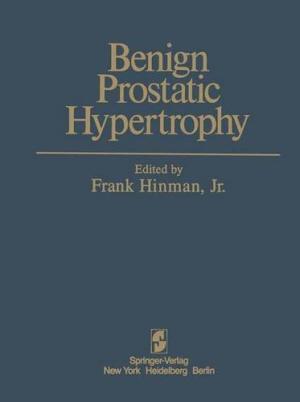 Benign
Prostatic
Hypertrophy
Edited by
Frank Hinman, Jr.
Springer-Verlag
New York Heidelberg Berlin